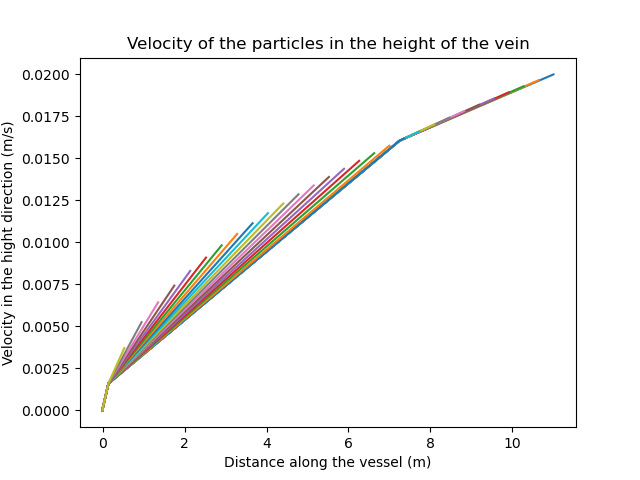 Velocity of the particles in the height of the vein
0.0200
0.0175
0.0150
0.0125
0.0100
0.0075
0.0050
0.0025
0.0000
Velocity in the hight direction (m/s)
0 2 4 6 8 10
Distance along the vessel (m)